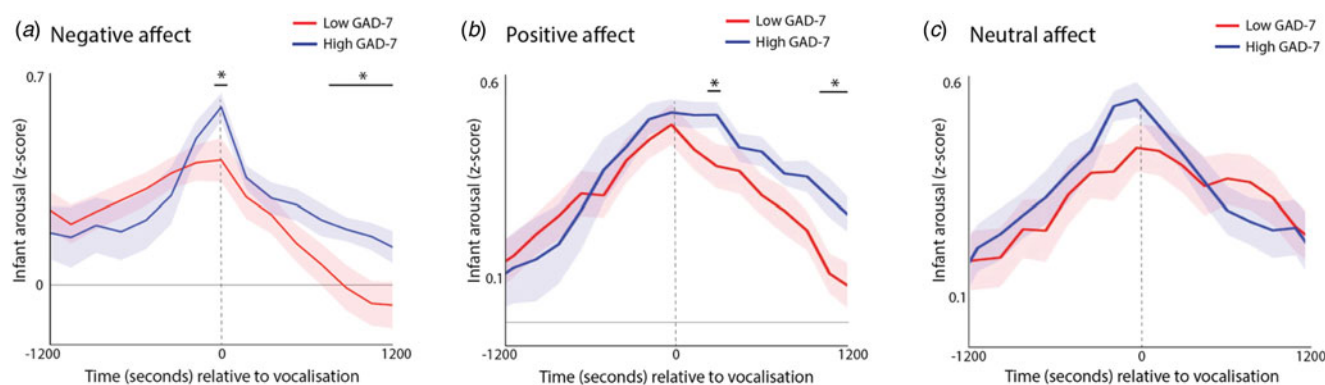 (a) Negative affect
Low GAD-7
High GAD-7
0.7
*
*
Infant arousal (z-score)
0
-1200
0
1200
Time (seconds) relative to vocalisation
(b) Positive affect
Low GAD-7
High GAD-7
0.6
*
*
Infant arousal (z-score)
0.1
-1200
0
1200
Time (seconds) relative to vocalisation
(c) Neutral affect
Low GAD-7
High GAD-7
0.6
Infant arousal (z-score)
0.1
-1200
0
1200
Time (seconds) relative to vocalisation